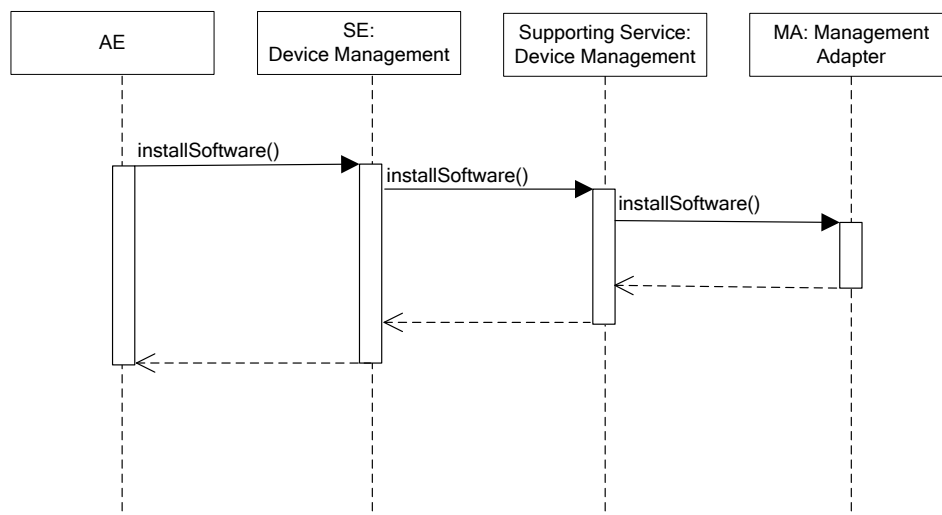 AE
SE:
Device Management
Supporting Service:
Device Management
MA: Management
Adapter
installSoftware()
installSoftware()
installSoftware()